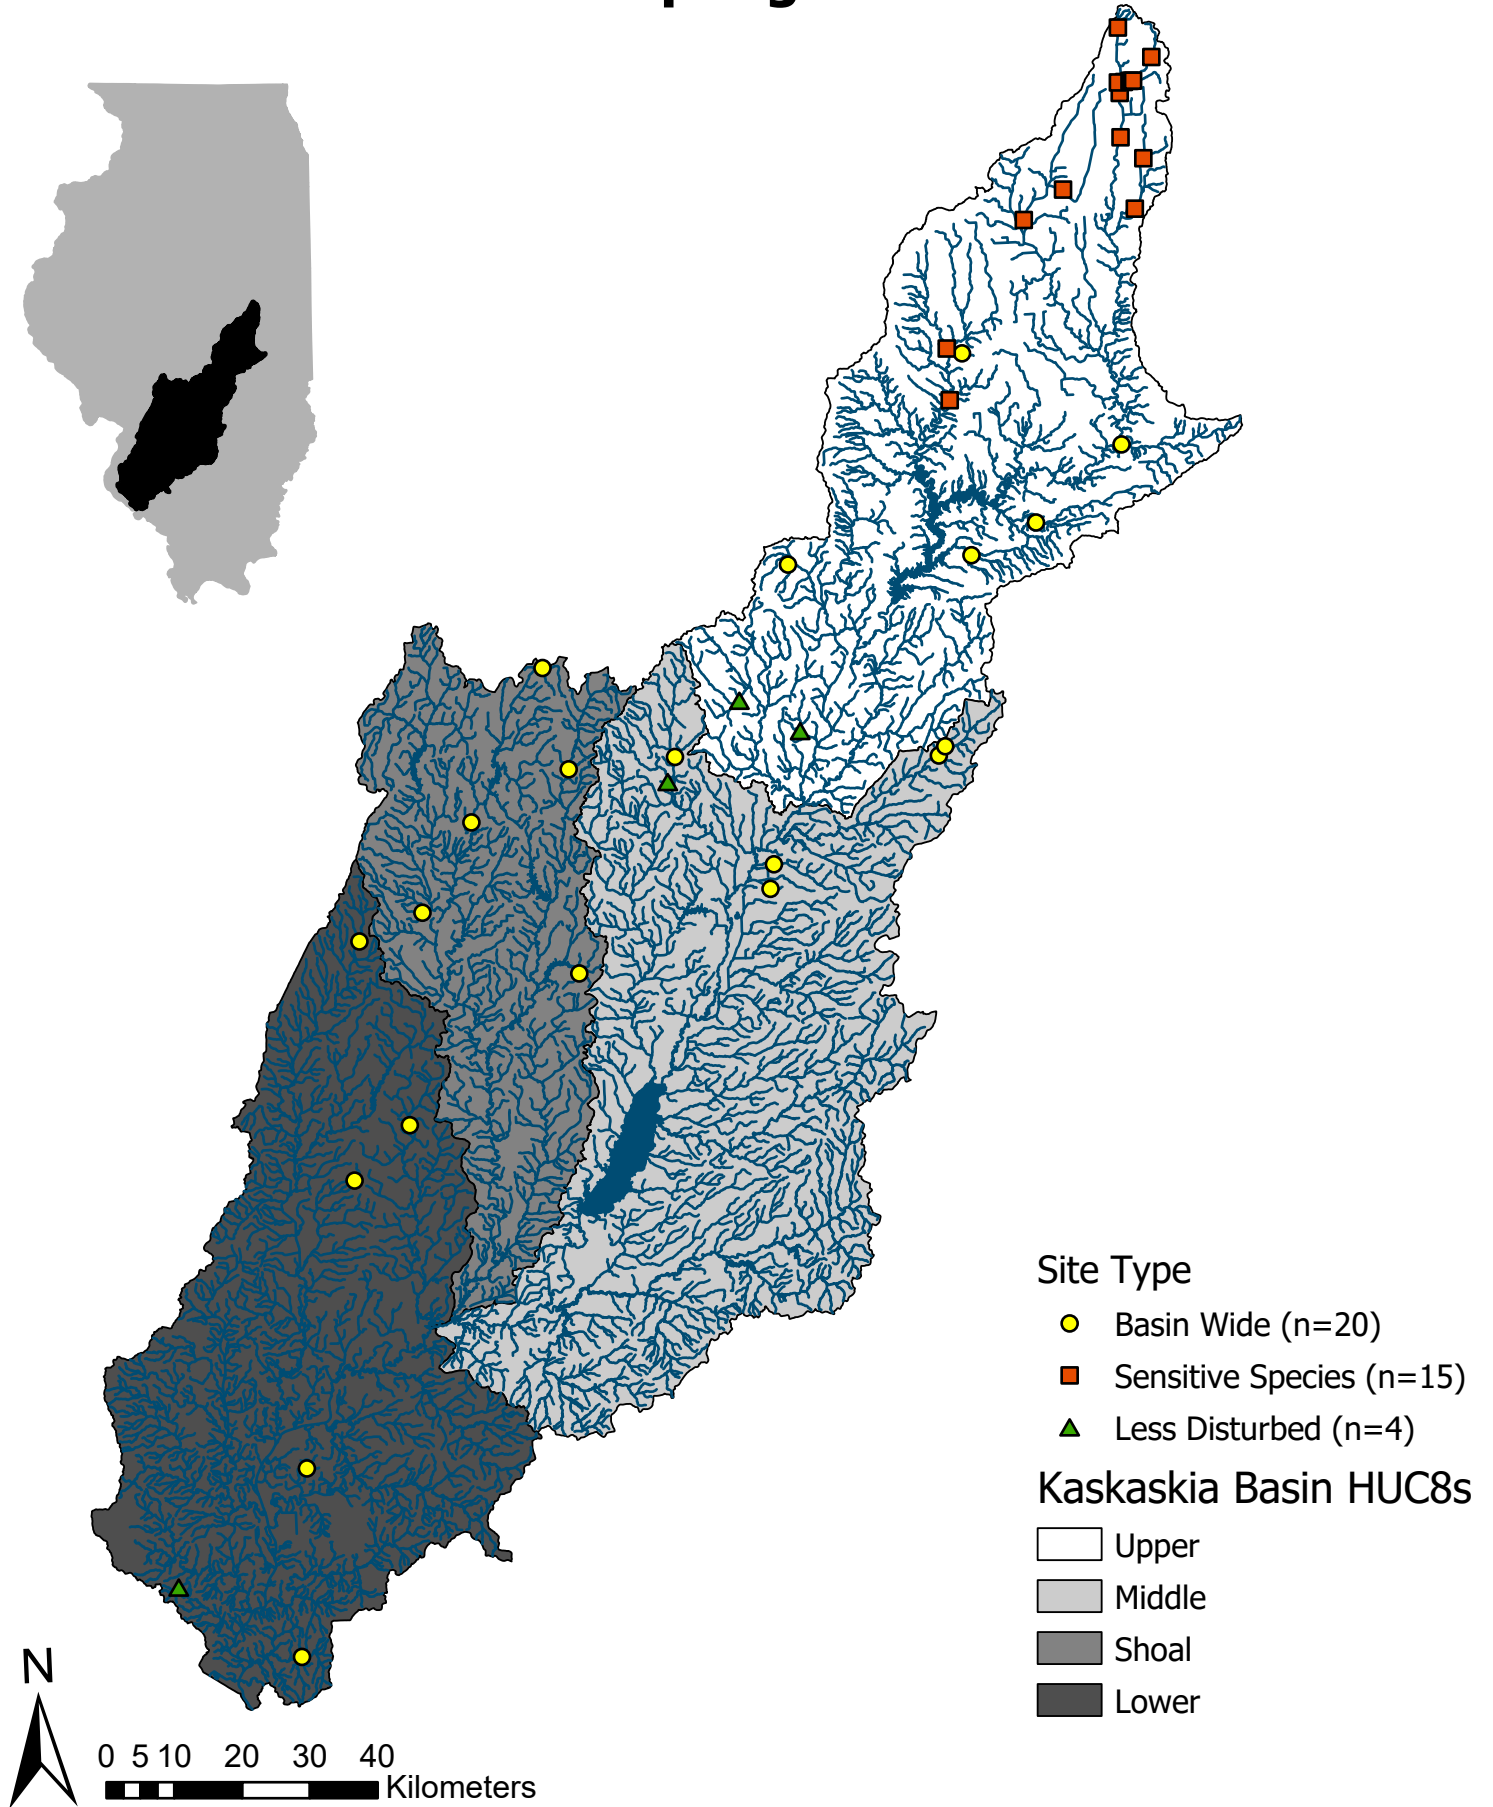 Site Type
Basin Wide (n=20)
Sensitive Species (n=15)
Less Disturbed (n=4)
Kaskaskia Basin HUC8s
Upper
Middle
Shoal
Lower
N
0 5 10 20 30 40
Kilometers